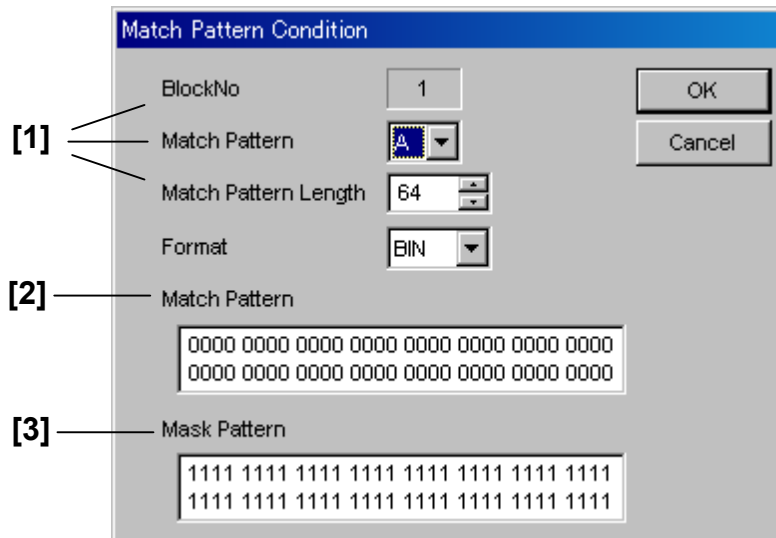 Match Pattern Condition
BlockNo 1 OK
[1] Match Pattern A Cancel
Match Pattern Length 64
Format BIN
[2] Match Pattern
0000 0000 0000 0000 0000 0000 0000 0000
0000 0000 0000 0000 0000 0000 0000 0000
[3] Mask Pattern
1111 1111 1111 1111 1111 1111 1111 1111
1111 1111 1111 1111 1111 1111 1111 1111